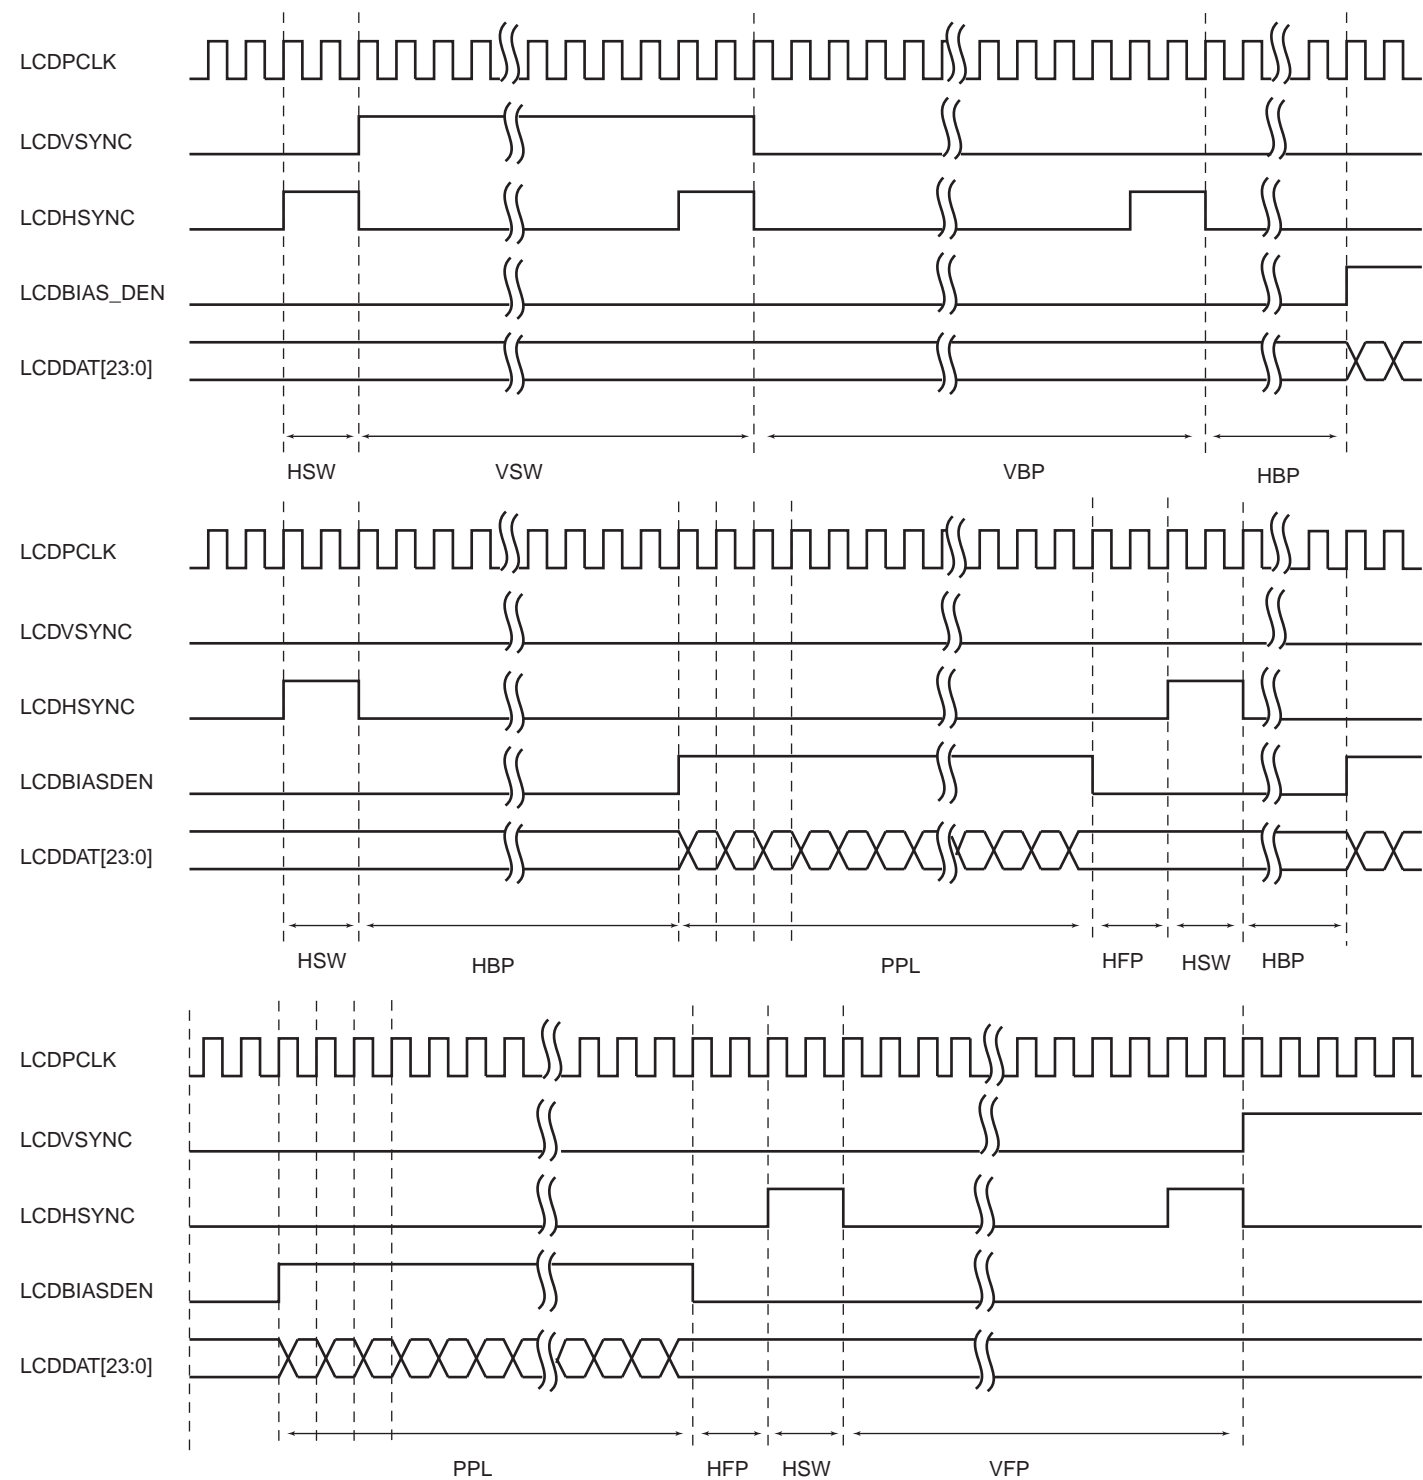 LCDPCLK
LCDVSYNC
LCDHSYNC
LCDBIAS_DEN
LCDDAT[23:0]
HSW VSW VBP HBP
LCDPCLK
LCDVSYNC
LCDHSYNC
LCDBIASDEN
LCDDAT[23:0]
HSW HBP PPL HFP HSW HBP
LCDPCLK
LCDVSYNC
LCDHSYNC
LCDBIASDEN
LCDDAT[23:0]
PPL HFP HSW VFP